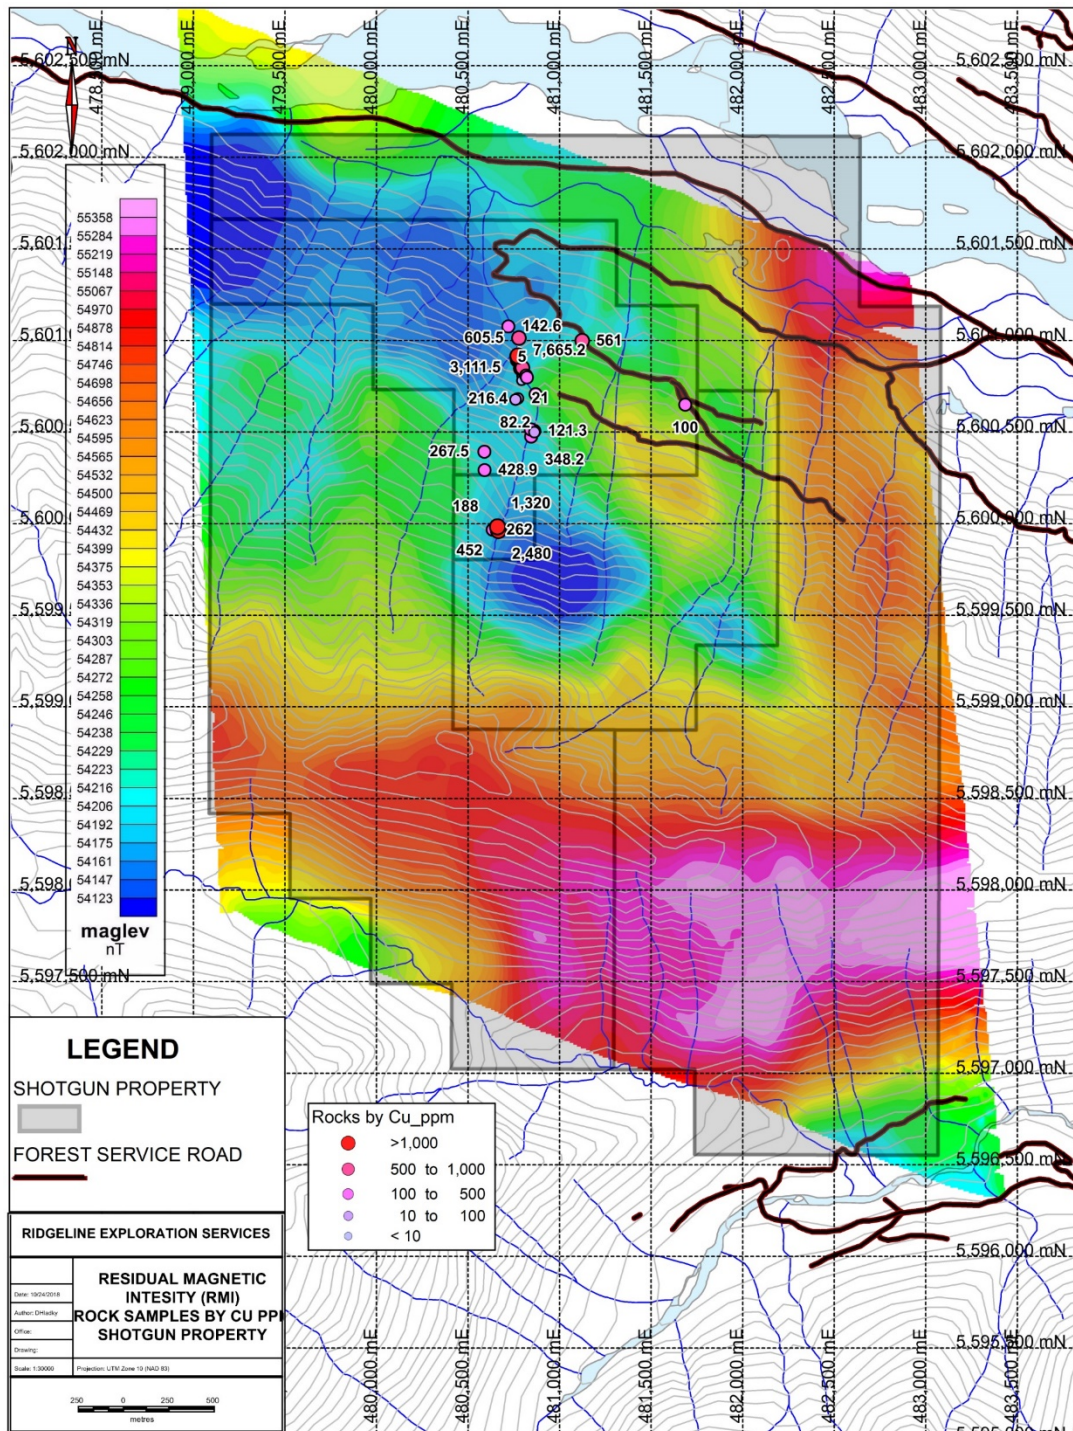 478,500 mE
479,000 mE
479,500 mE
480,000 mE
480,500 mE
481,000 mE
481,500 mE
482,000 mE
482,500 mE
483,000 mE
483,500 mE
N
5,602,500 mN
5,602,500 mN
5,602,000 mN
5,602,000 mN
5,601,500 mN
5,601,000 mN
5,600,500 mN
5,600,000 mN
5,599,500 mN
5,599,000 mN
5,598,500 mN
5,598,000 mN
5,597,500 mN
5,597,500 mN
5,597,000 mN
5,596,500 mN
5,596,000 mN
5,595,500 mN
55358
55284
55219
55148
55067
54970
54878
54814
54746
54698
54656
54623
54595
54565
54532
54500
54469
54432
54399
54375
54353
54336
54319
54303
54287
54272
54258
54246
54238
54229
54223
54216
54206
54192
54175
54161
54147
54123
maglev
nT
142.6
605.5
561
7,665.2
5
3,111.5
216.4
21
100
82.2
121.3
267.5
348.2
428.9
1,320
188
262
452
2,480
LEGEND
SHOTGUN PROPERTY
FOREST SERVICE ROAD
Rocks by Cu_ppm
>1,000
500 to 1,000
100 to 500
10 to 100
< 10
RIDGELINE EXPLORATION SERVICES
RESIDUAL MAGNETIC
INTESITY (RMI)
ROCK SAMPLES BY CU PP
SHOTGUN PROPERTY
Date: 10/24/2018
Author: DHladky
Office:
Drawing:
Scale: 1:30000
Projection: UTM Zone 10 (NAD 83)
250 0 250 500
metres
480,000 mE
480,500 mE
481,000 mE
481,500 mE
482,000 mE
482,500 mE
483,000 mE
483,500 mE